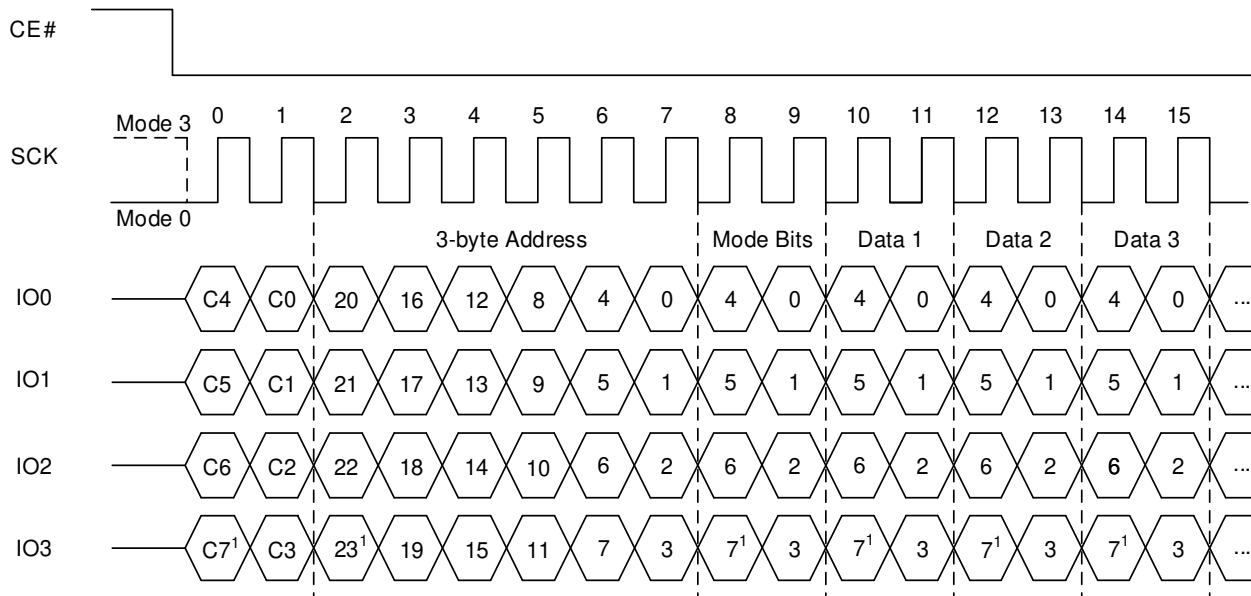 CE#
Mode 3 0 1 2 3 4 5 6 7 8 9 10 11 12 13 14 15
SCK
Mode 0
3-byte Address Mode Bits Data 1 Data 2 Data 3
IO0 C4 C0 20 16 12 8 4 0 4 0 4 0 4 0 4 0 ...
IO1 C5 C1 21 17 13 9 5 1 5 1 5 1 5 1 5 1 ...
IO2 C6 C2 22 18 14 10 6 2 6 2 6 2 6 2 6 2 ...
IO3 C7¹ C3 23¹ 19 15 11 7 3 7¹ 3 7¹ 3 7¹ 3 7¹ 3 ...